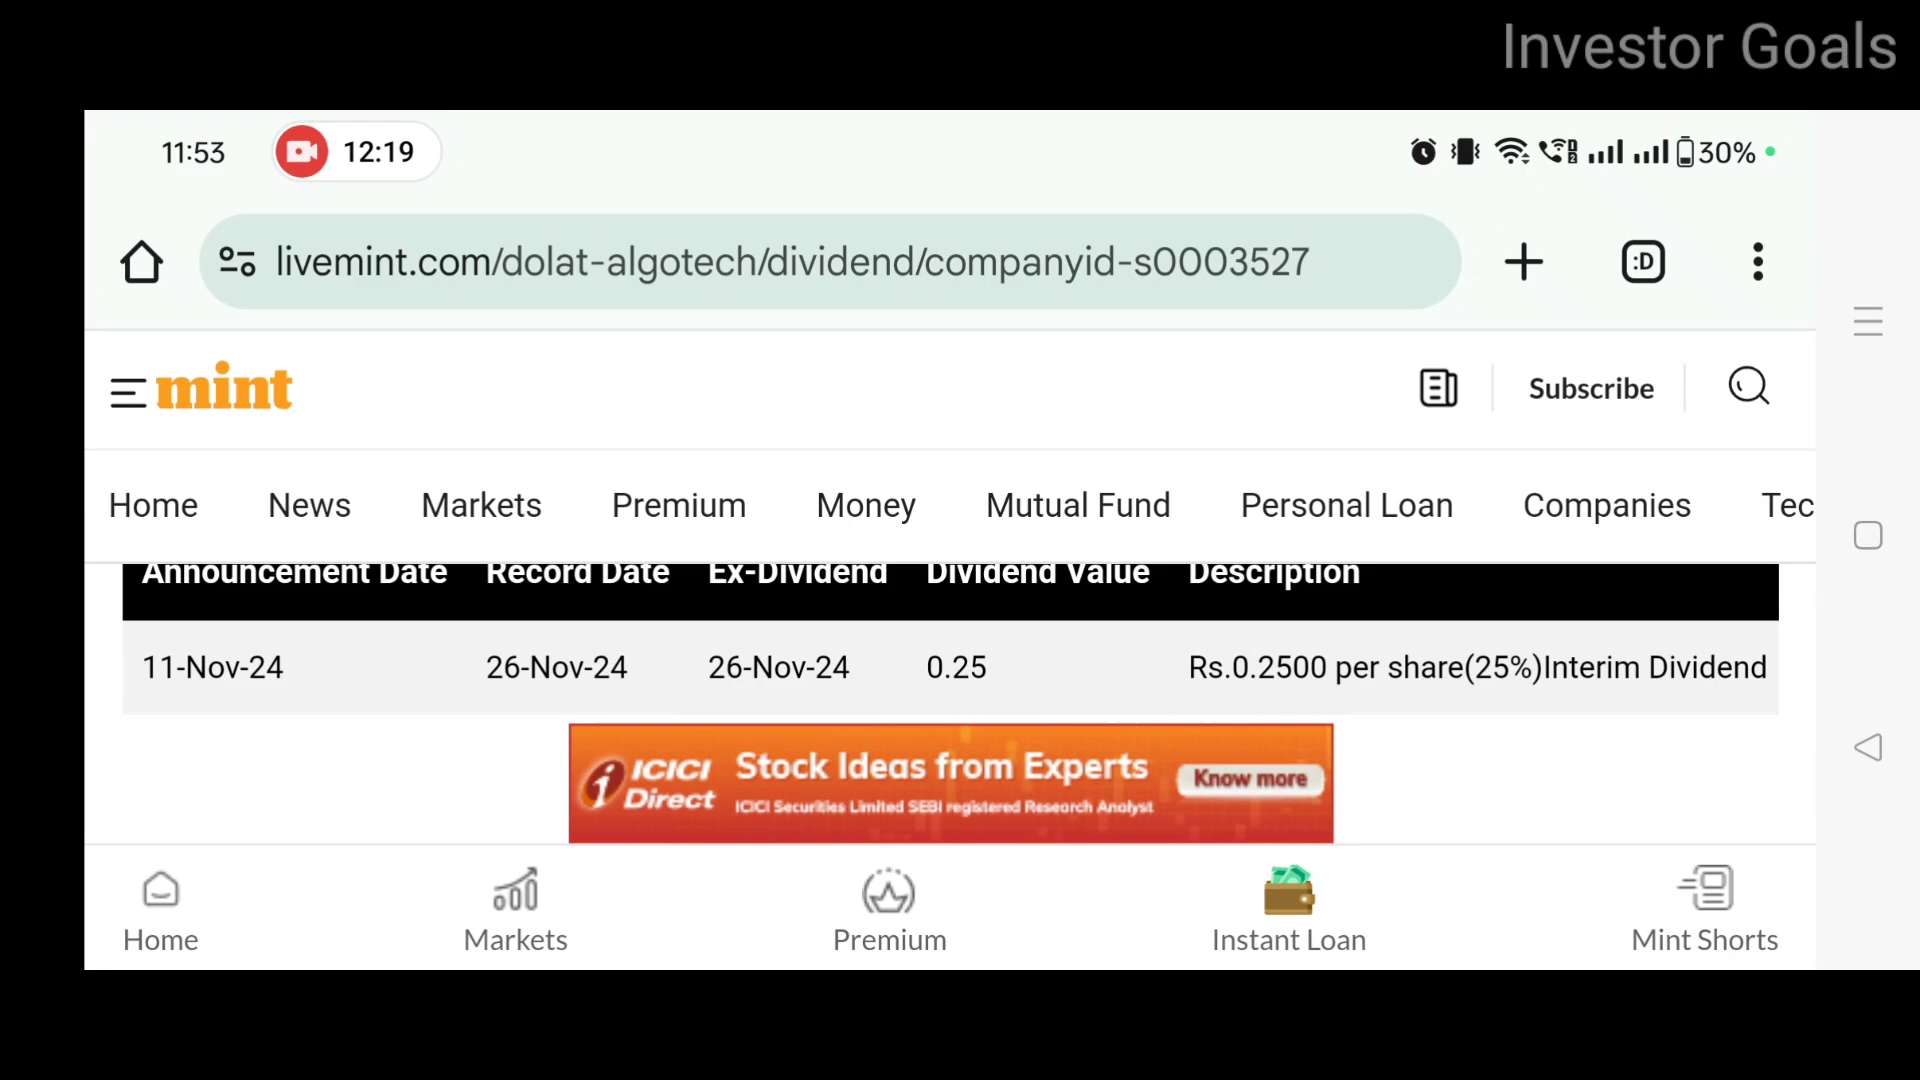 Investor Goals
11:53 12:19 30%
livemint.com/dolat-algotech/dividend/companyid-s0003527 :D
mint Subscribe
Home News Markets Premium Money Mutual Fund Personal Loan Companies Tec
Announcement Date Record Date Ex-Dividend Dividend Value Description
11-Nov-24 26-Nov-24 26-Nov-24 0.25 Rs.0.2500 per share(25%)Interim Dividend
ICICI Direct Stock Ideas from Experts Know more
ICICI Securities Limited SEBI registered Research Analyst
Home Markets Premium Instant Loan Mint Shorts